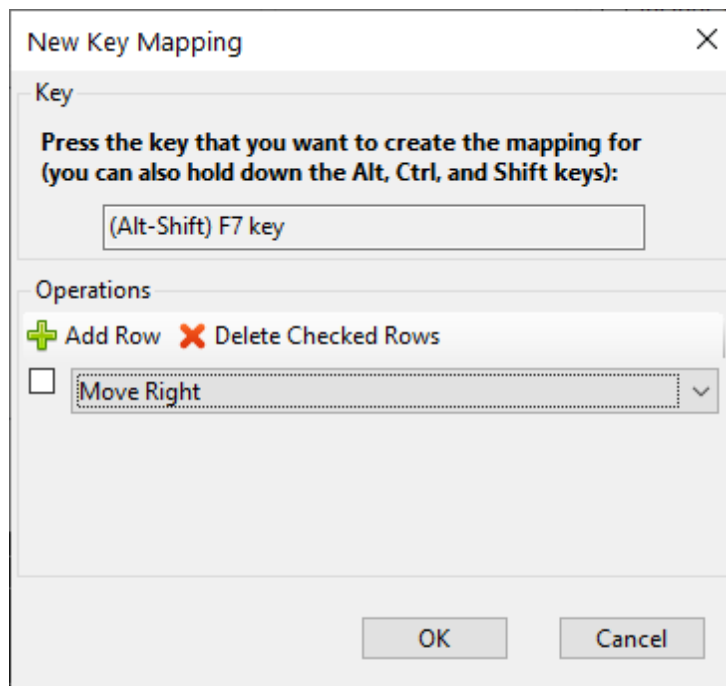 New Key Mapping
Key
Press the key that you want to create the mapping for
(you can also hold down the Alt, Ctrl, and Shift keys):
(Alt-Shift) F7 key
Operations
Add Row Delete Checked Rows
Move Right
OK Cancel